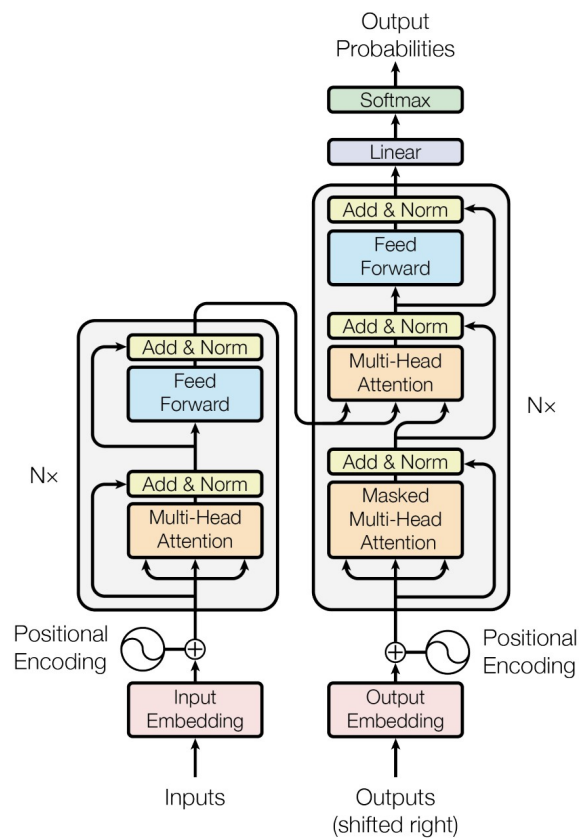 Output
Probabilities
Softmax
Linear
Add & Norm
Feed
Forward
Add & Norm
Multi-Head
Attention
Add & Norm
Masked
Multi-Head
Attention
N×
Add & Norm
Feed
Forward
Add & Norm
Multi-Head
Attention
N×
Positional
Encoding
Positional
Encoding
Input
Embedding
Output
Embedding
Inputs
Outputs
(shifted right)